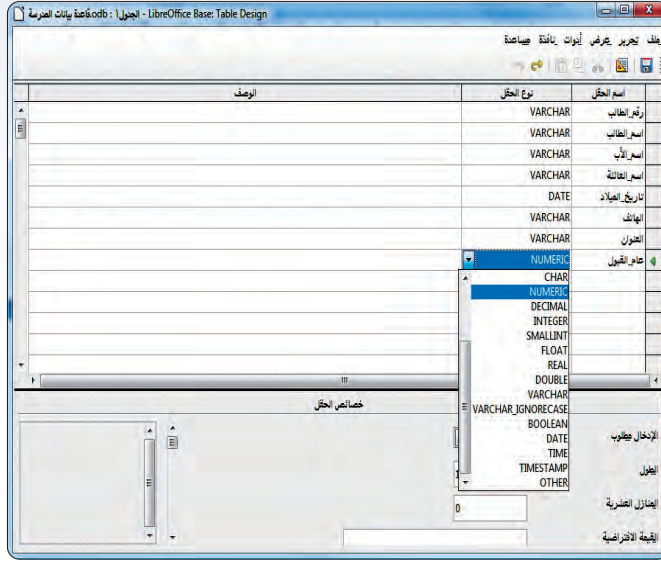 قاعدة بيانات المدرسة.odb : الجدول١ - LibreOffice Base: Table Design
ملف تحرير عرض أدوات نافذة مساعدة
اسم الحقل نوع الحقل الوصف
رقم_الطالب VARCHAR
اسم_الطالب VARCHAR
اسم_الأب VARCHAR
اسم_العائلة VARCHAR
تاريخ_الميلاد DATE
الهاتف VARCHAR
العنوان VARCHAR
عام_القبول NUMERIC
CHAR
NUMERIC
DECIMAL
INTEGER
SMALLINT
FLOAT
REAL
DOUBLE
VARCHAR
VARCHAR_IGNORECASE
BOOLEAN
DATE
TIME
TIMESTAMP
OTHER
خصائص الحقل
الإدخال مطلوب
الطول
المنازل العشرية 0
القيمة الافتراضية